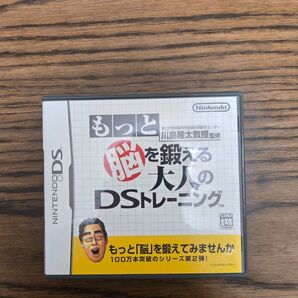 Nintendo
東北大学未来科学技術共同研究センター
川島隆太教授監修
もっと
脳を鍛える
大人の
DSトレーニング
TM
NINTENDO DS
もっと「脳」を鍛えてみませんか
100万本突破のシリーズ第2弾!